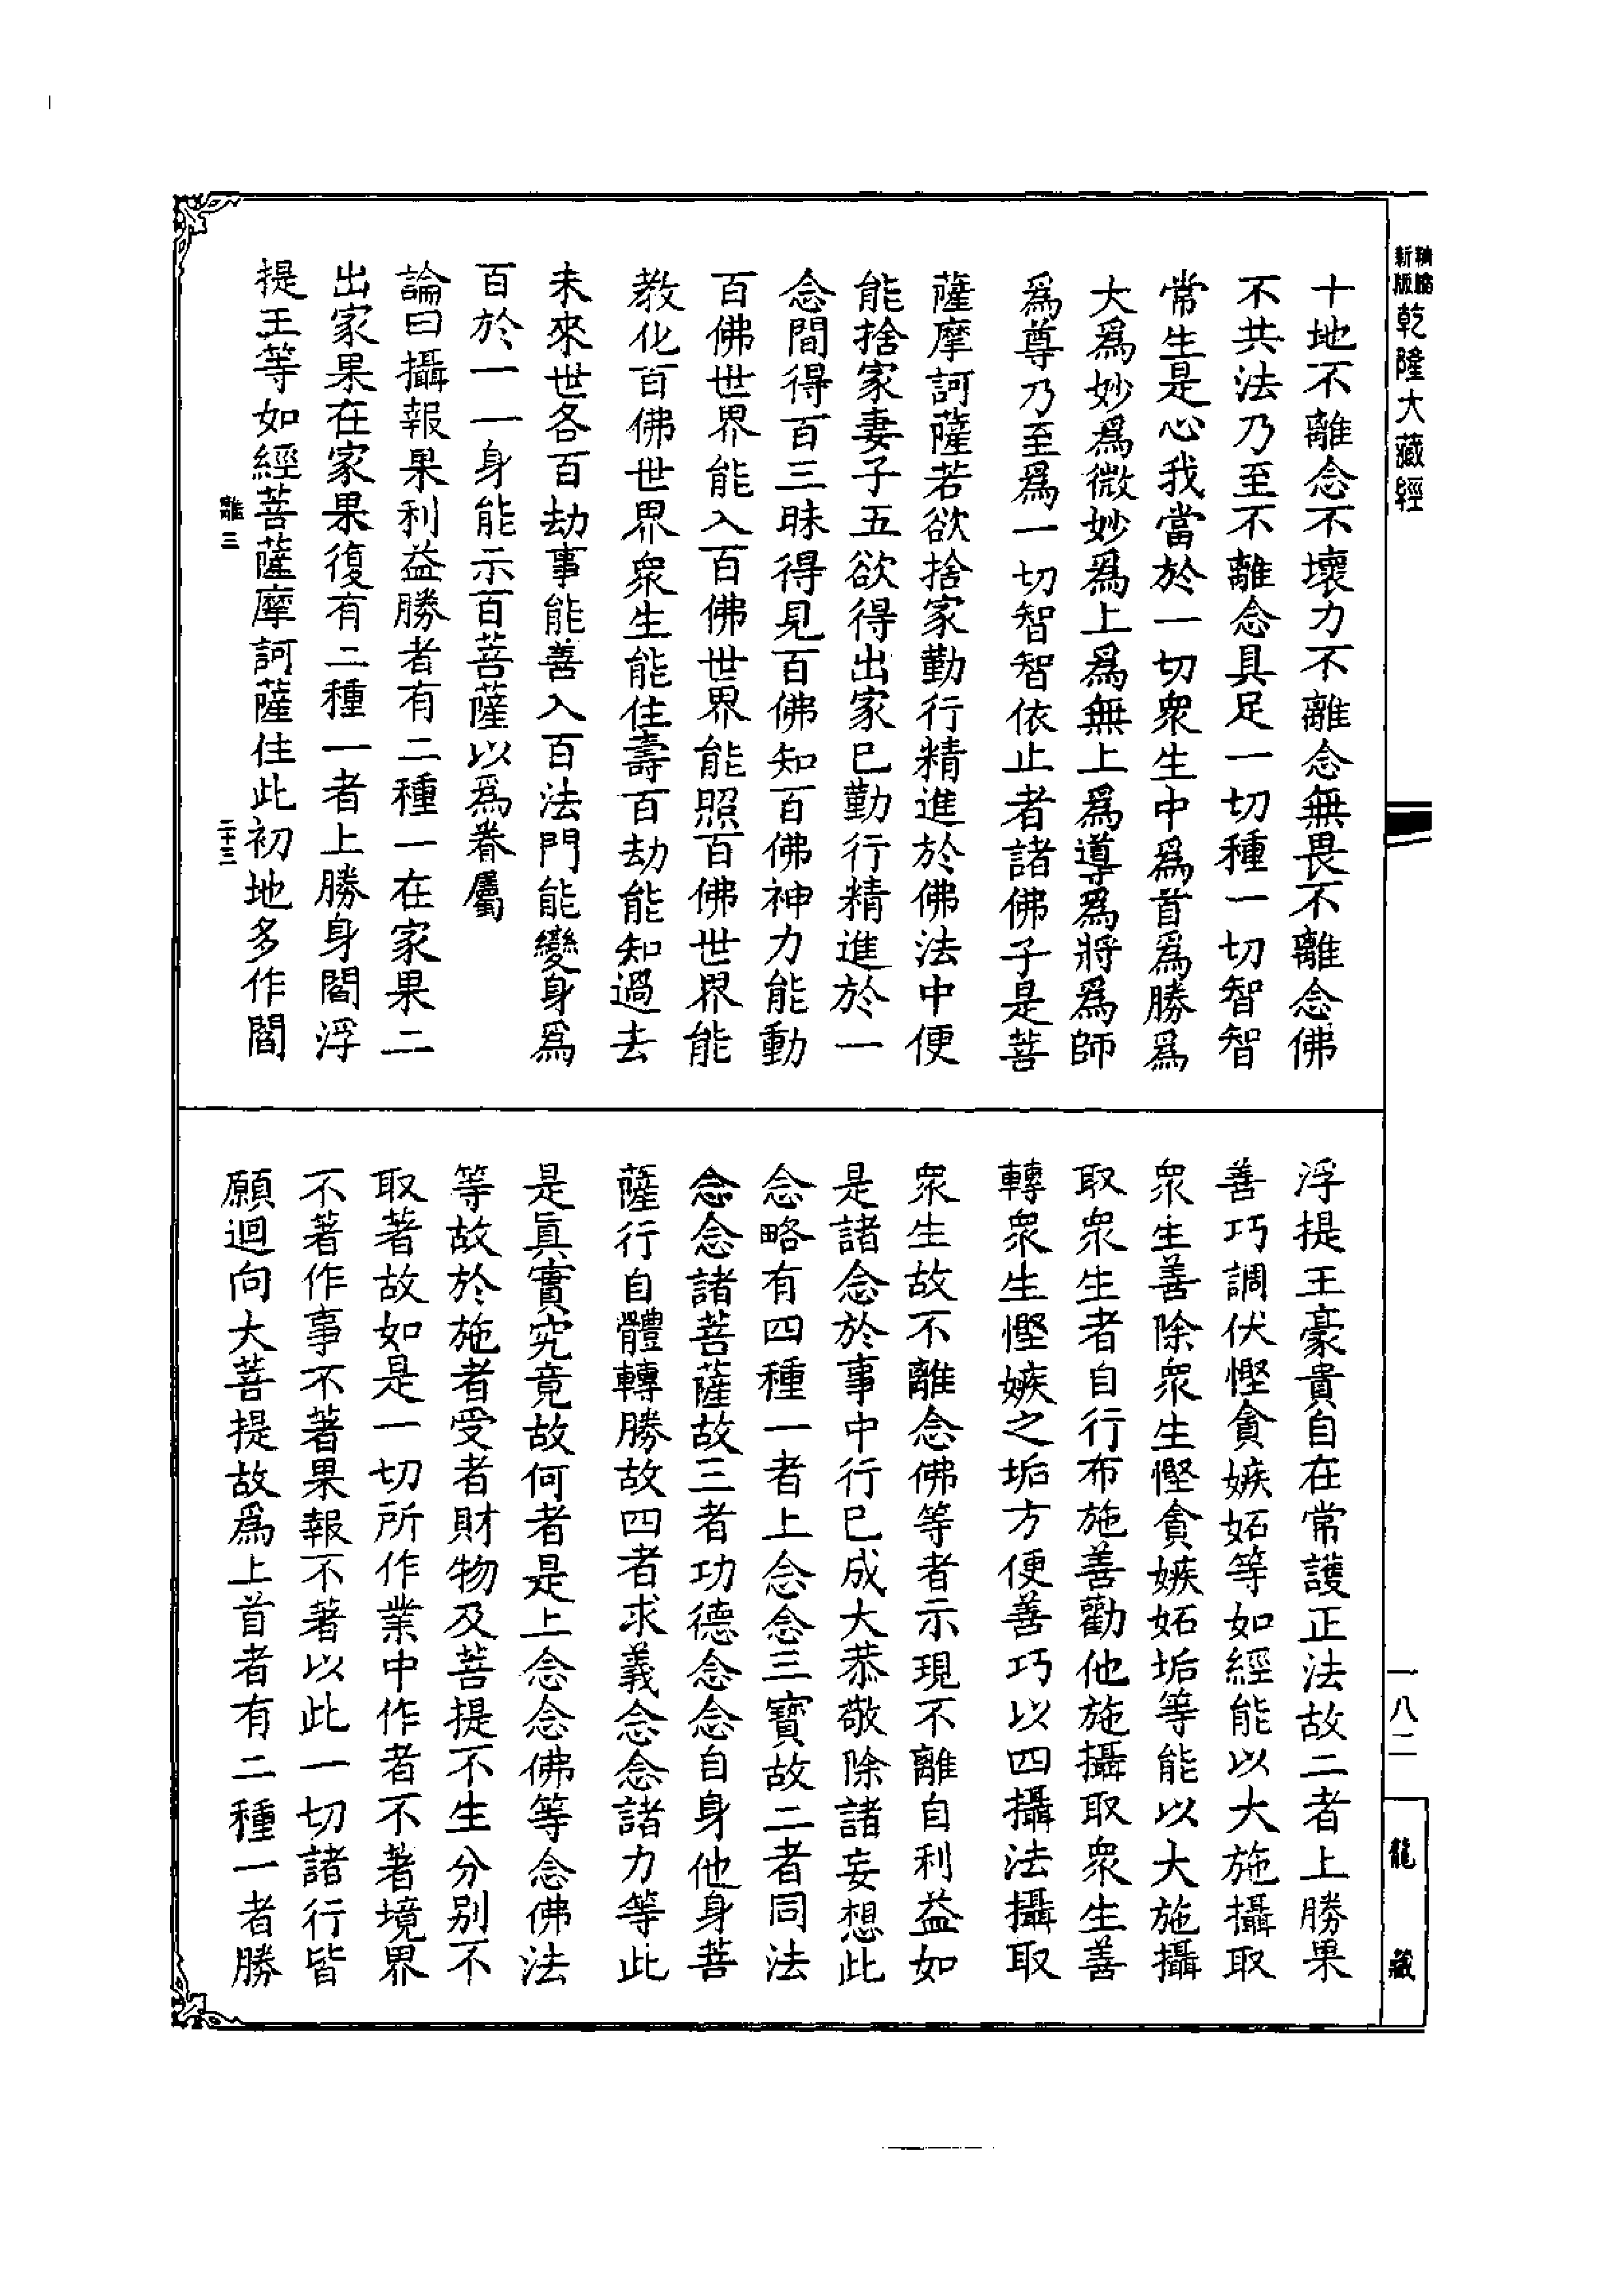 新版
精縮
乾隆大藏經
十地不離念不壞力不離念無畏不離念佛
不共法乃至不離念具足一切種一切智智
常生是心我當於一切衆生中爲首爲勝爲
大爲妙爲微妙爲上爲無上爲導爲將爲師
爲尊乃至爲一切智智依止者諸佛子是菩
薩摩訶薩若欲捨家勤行精進於佛法中便
能捨家妻子五欲得出家已勤行精進於一
念間得百三昧得見百佛知百佛神力能動
百佛世界能入百佛世界能照百佛世界能
教化百佛世界衆生能住壽百劫能知過去
未來世各百劫事能善入百法門能變身爲
百於一一身能示百菩薩以爲眷屬
論曰攝報果利益勝者有二種一在家果二
出家果在家果復有二種一者上勝身閻浮
提王等如經菩薩摩訶薩住此初地多作閻
離三
二十三
浮提王豪貴自在常護正法故二者上勝果
善巧調伏慳貪嫉妬等如經能以大施攝取
衆生善除衆生慳貪嫉妬垢等能以大施攝
取衆生者自行布施善勸他施攝取衆生善
轉衆生慳嫉之垢方便善巧以四攝法攝取
衆生故不離念佛等者示現不離自利益如
是諸念於事中行已成大恭敬除諸妄想此
念略有四種一者上念念三寶故二者同法
念念諸菩薩故三者功德念念自身他身菩
薩行自體轉勝故四者求義念念諸力等此
是眞實究竟故何者是上念念佛等念佛法
等故於施者受者財物及菩提不生分別不
取著故如是一切所作業中作者不著境界
不著作事不著果報不著以此一切諸行皆
願迴向大菩提故爲上首者有二種一者勝
一八二
龍藏